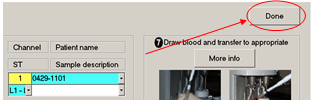 Done
Channel Patient name
ST Sample description
1 0429-1101
L1 - I -
7 Draw blood and transfer to appropriate
More info